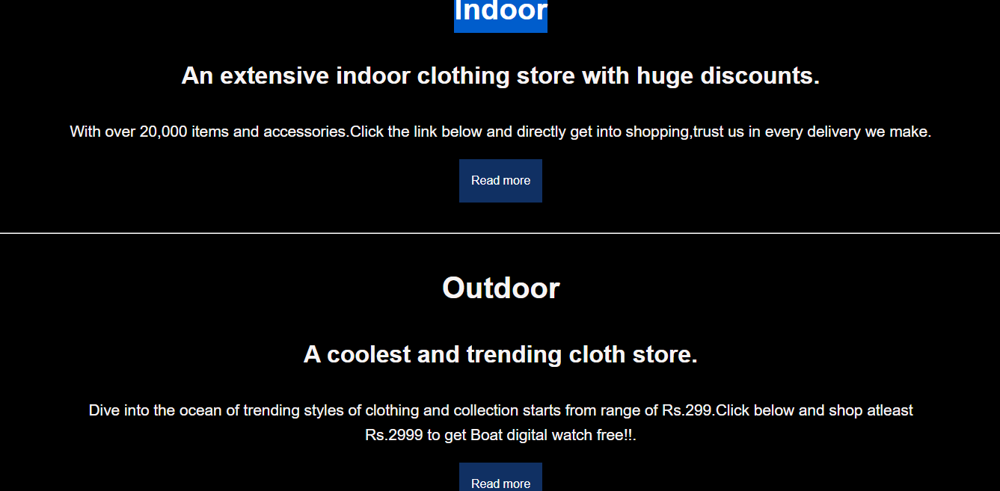 Indoor
An extensive indoor clothing store with huge discounts.
With over 20,000 items and accessories.Click the link below and directly get into shopping,trust us in every delivery we make.
Read more
Outdoor
A coolest and trending cloth store.
Dive into the ocean of trending styles of clothing and collection starts from range of Rs.299.Click below and shop atleast
Rs.2999 to get Boat digital watch free!!.
Read more